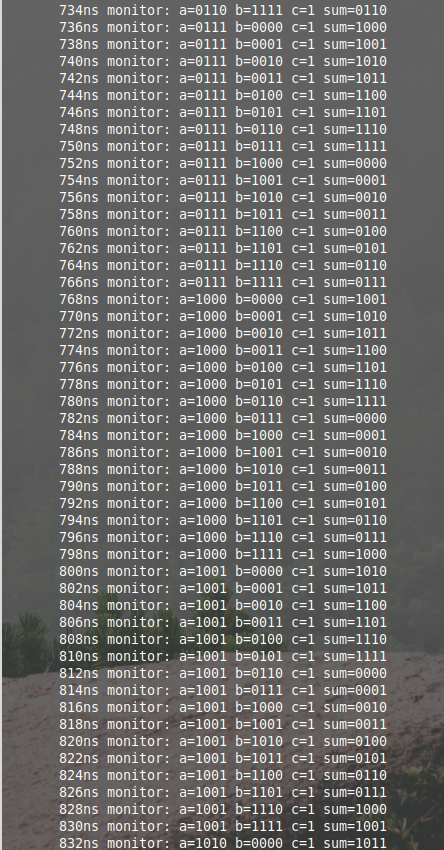 734ns monitor: a=0110 b=1111 c=1 sum=0110
736ns monitor: a=0111 b=0000 c=1 sum=1000
738ns monitor: a=0111 b=0001 c=1 sum=1001
740ns monitor: a=0111 b=0010 c=1 sum=1010
742ns monitor: a=0111 b=0011 c=1 sum=1011
744ns monitor: a=0111 b=0100 c=1 sum=1100
746ns monitor: a=0111 b=0101 c=1 sum=1101
748ns monitor: a=0111 b=0110 c=1 sum=1110
750ns monitor: a=0111 b=0111 c=1 sum=1111
752ns monitor: a=0111 b=1000 c=1 sum=0000
754ns monitor: a=0111 b=1001 c=1 sum=0001
756ns monitor: a=0111 b=1010 c=1 sum=0010
758ns monitor: a=0111 b=1011 c=1 sum=0011
760ns monitor: a=0111 b=1100 c=1 sum=0100
762ns monitor: a=0111 b=1101 c=1 sum=0101
764ns monitor: a=0111 b=1110 c=1 sum=0110
766ns monitor: a=0111 b=1111 c=1 sum=0111
768ns monitor: a=1000 b=0000 c=1 sum=1001
770ns monitor: a=1000 b=0001 c=1 sum=1010
772ns monitor: a=1000 b=0010 c=1 sum=1011
774ns monitor: a=1000 b=0011 c=1 sum=1100
776ns monitor: a=1000 b=0100 c=1 sum=1101
778ns monitor: a=1000 b=0101 c=1 sum=1110
780ns monitor: a=1000 b=0110 c=1 sum=1111
782ns monitor: a=1000 b=0111 c=1 sum=0000
784ns monitor: a=1000 b=1000 c=1 sum=0001
786ns monitor: a=1000 b=1001 c=1 sum=0010
788ns monitor: a=1000 b=1010 c=1 sum=0011
790ns monitor: a=1000 b=1011 c=1 sum=0100
792ns monitor: a=1000 b=1100 c=1 sum=0101
794ns monitor: a=1000 b=1101 c=1 sum=0110
796ns monitor: a=1000 b=1110 c=1 sum=0111
798ns monitor: a=1000 b=1111 c=1 sum=1000
800ns monitor: a=1001 b=0000 c=1 sum=1010
802ns monitor: a=1001 b=0001 c=1 sum=1011
804ns monitor: a=1001 b=0010 c=1 sum=1100
806ns monitor: a=1001 b=0011 c=1 sum=1101
808ns monitor: a=1001 b=0100 c=1 sum=1110
810ns monitor: a=1001 b=0101 c=1 sum=1111
812ns monitor: a=1001 b=0110 c=1 sum=0000
814ns monitor: a=1001 b=0111 c=1 sum=0001
816ns monitor: a=1001 b=1000 c=1 sum=0010
818ns monitor: a=1001 b=1001 c=1 sum=0011
820ns monitor: a=1001 b=1010 c=1 sum=0100
822ns monitor: a=1001 b=1011 c=1 sum=0101
824ns monitor: a=1001 b=1100 c=1 sum=0110
826ns monitor: a=1001 b=1101 c=1 sum=0111
828ns monitor: a=1001 b=1110 c=1 sum=1000
830ns monitor: a=1001 b=1111 c=1 sum=1001
832ns monitor: a=1010 b=0000 c=1 sum=1011